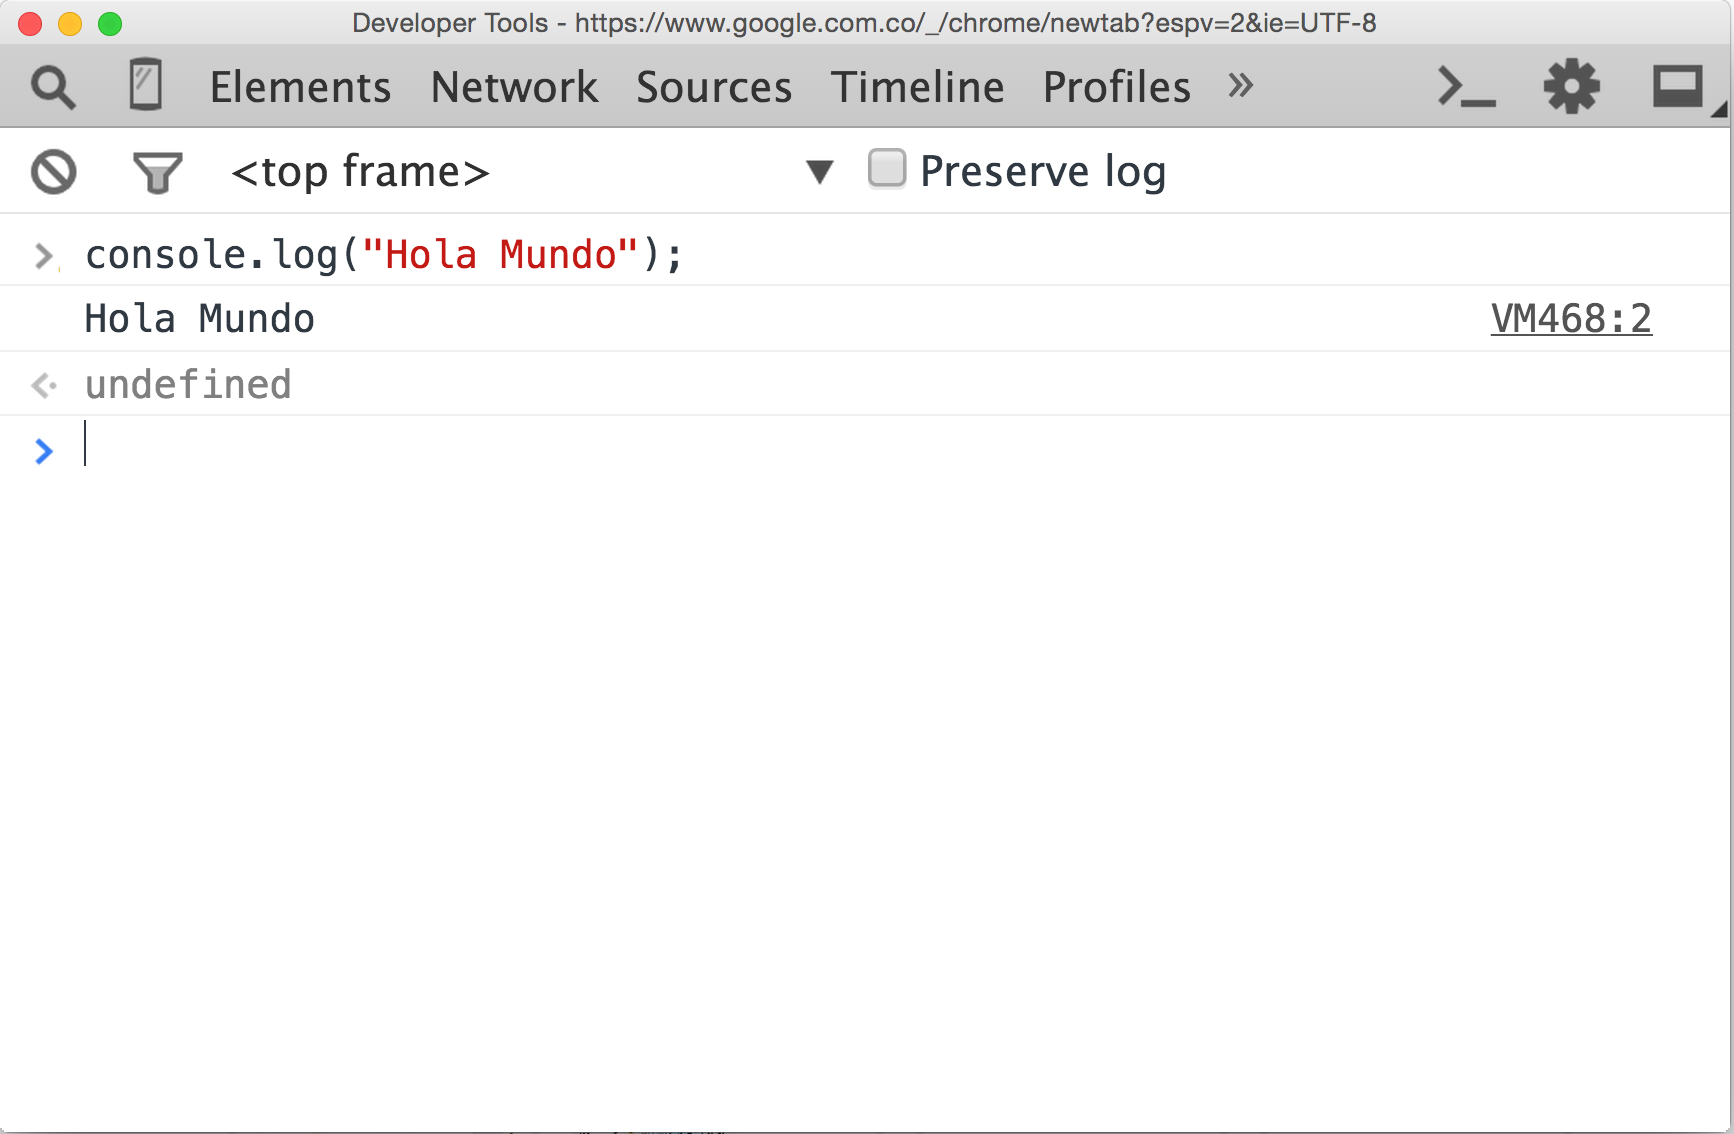 Developer Tools - https://www.google.com.co/_/chrome/newtab?espv=2&ie=UTF-8
Elements Network Sources Timeline Profiles »
<top frame> ▼ Preserve log
console.log("Hola Mundo");
Hola Mundo VM468:2
undefined